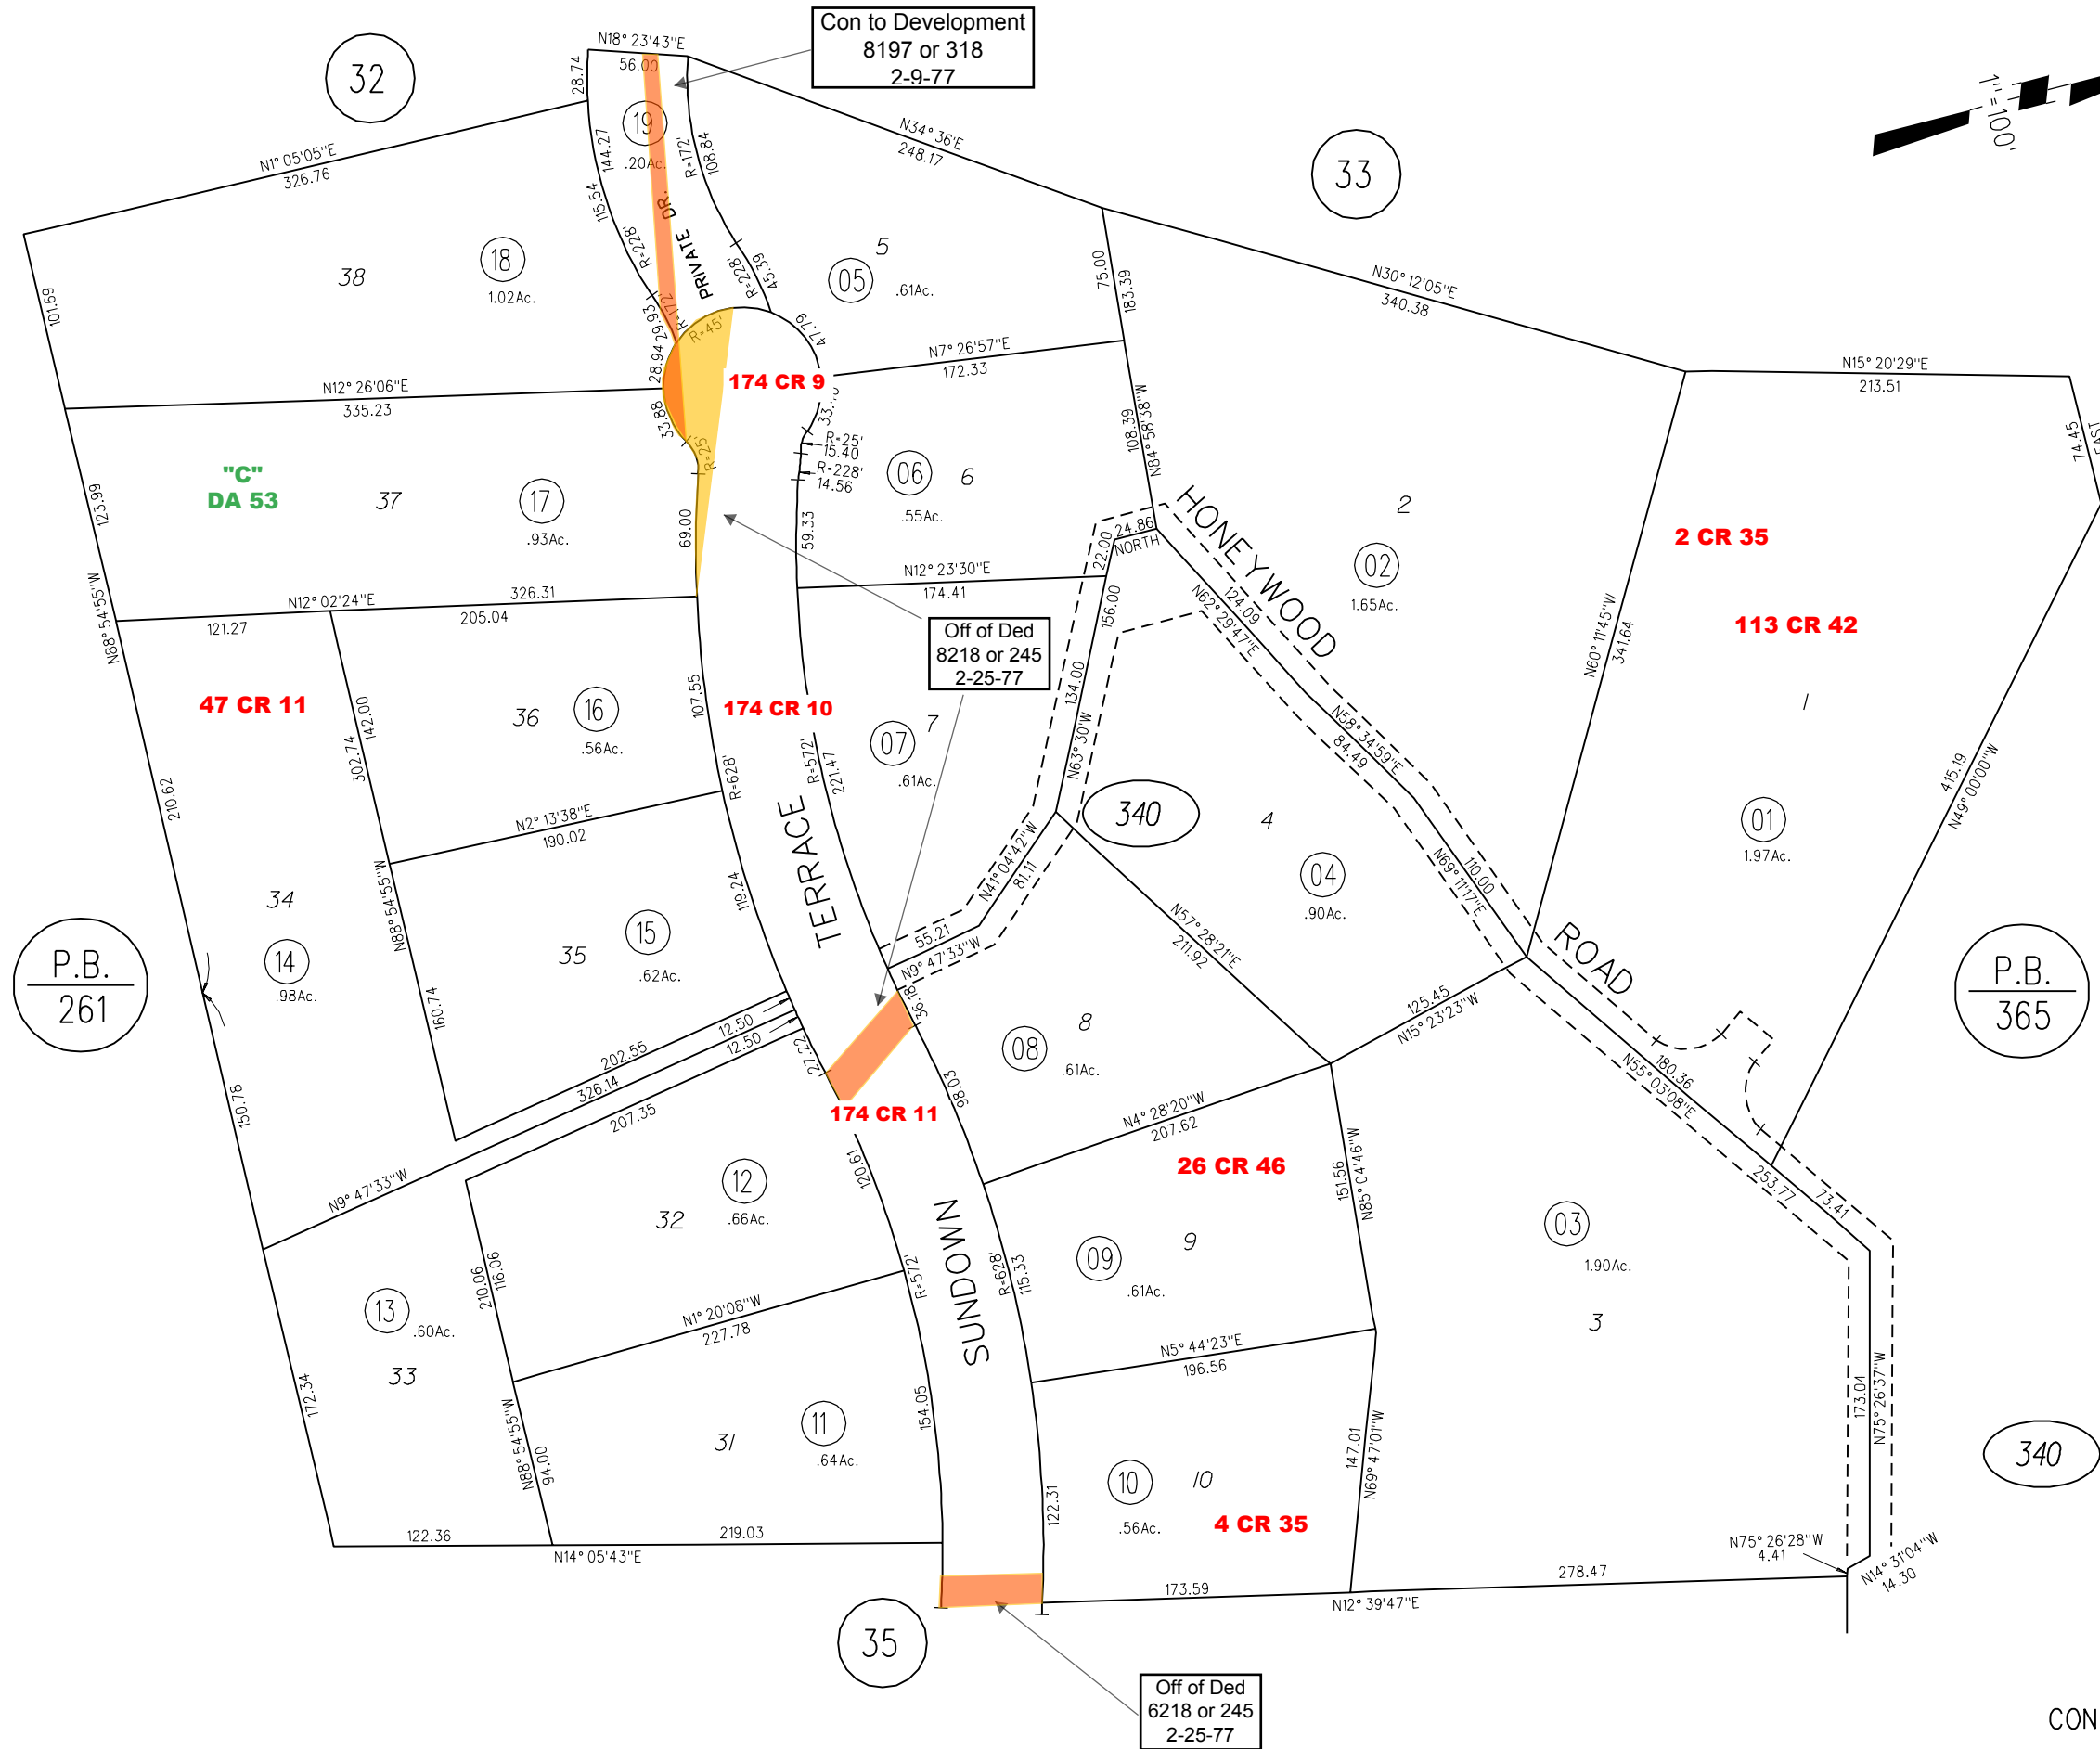 Con to Development
8197 or 318
2-9-77
N18° 23'43"E
56.00
28.74
32
19
.20Ac.
144.27
115.54
R=172'
108.84
N34° 36'E
248.17
33
1"=100'
N1° 05'05"E
326.76
R=228'
PRIVATE DR.
R=228'
45.39
5
05
.61Ac.
75.00
183.39
N30° 12'05"E
340.38
38
18
1.02Ac.
101.69
29.93
R=172'
R=45'
47.79
28.94
N7° 26'57"E
172.33
N15° 20'29"E
213.51
174 CR 9
N12° 26'06"E
335.23
33.88
R=25'
R=25'
15.40
R=228'
14.56
108.39
N84° 58'38"W
74.45
EAST
"C"
DA 53
37
17
.93Ac.
123.99
69.00
59.33
06
6
.55Ac.
HONEYWOOD
2
02
1.65Ac.
2 CR 35
24.86
NORTH
22.00
N12° 23'30"E
174.41
N88° 54'55"W
N12° 02'24"E
326.31
121.27
205.04
156.00
N62° 29'47"E
124.09
N60° 11'45"W
341.64
113 CR 42
Off of Ded
8218 or 245
2-25-77
47 CR 11
142.00
302.74
36
16
.56Ac.
107.55
174 CR 10
R=572'
221.47
07
7
.61Ac.
134.00
N63° 30'W
N58° 34'59"E
84.49
1
R=628'
210.62
N2° 13'38"E
190.02
TERRACE
340
4
01
1.97Ac.
415.19
N49° 00'00"W
N41° 04'42"W
81.11
N69° 11'17"E
110.00
34
14
.98Ac.
N88° 54'55"W
119.24
04
.90Ac.
35
15
.62Ac.
55.21
N9° 47'33"W
N57° 28'21"E
211.92
ROAD
P.B.
261
P.B.
365
160.74
12.50
12.50
36.18
27.22
8
08
.61Ac.
125.45
N15° 23'23"W
202.55
326.14
207.35
98.03
180.36
N55° 03'08"E
150.78
174 CR 11
N4° 28'20"W
207.62
N9° 47'33"W
12
32
.66Ac.
120.61
26 CR 46
151.56
N85° 04'46"W
253.77
73.41
SUNDOWN
R=572'
R=628'
115.33
09
9
.61Ac.
03
1.90Ac.
3
210.06
116.06
13
.60Ac.
33
N1° 20'08"W
227.78
N5° 44'23"E
196.56
172.34
N88° 54'55"W
94.00
31
11
.64Ac.
154.05
122.31
10
10
.56Ac.
4 CR 35
147.01
N69° 47'01"W
173.04
N75° 26'37"W
340
122.36
219.03
N14° 05'43"E
N75° 26'28"W
4.41
N14° 31'04"W
14.30
173.59
278.47
N12° 39'47"E
35
Off of Ded
6218 or 245
2-25-77
CON